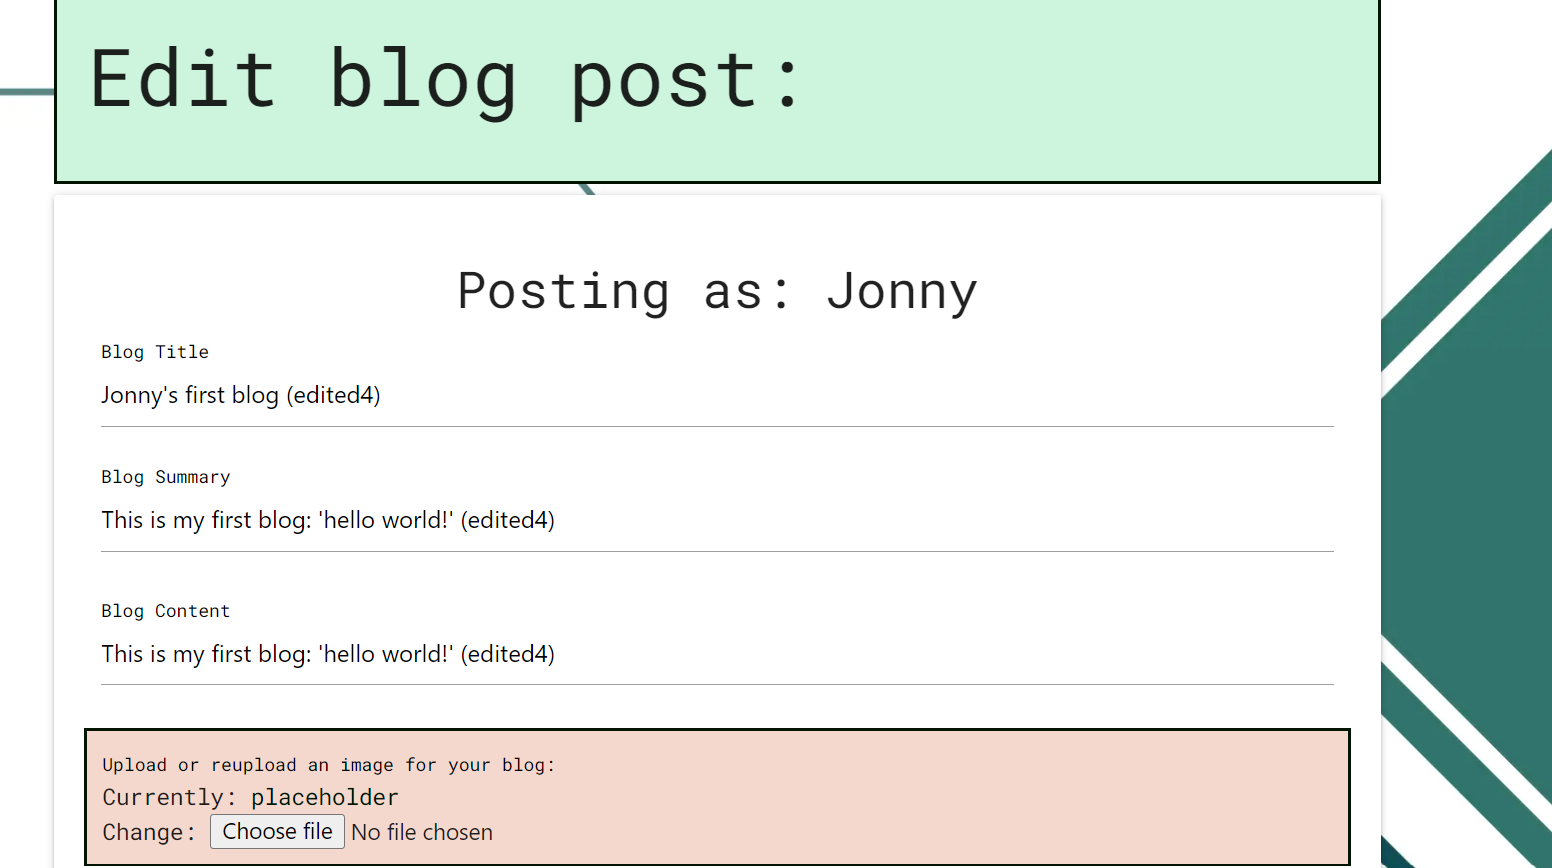 Edit blog post:
Posting as: Jonny
Blog Title
Jonny's first blog (edited4)
Blog Summary
This is my first blog: 'hello world!' (edited4)
Blog Content
This is my first blog: 'hello world!' (edited4)
Upload or reupload an image for your blog:
Currently: placeholder
Change: Choose file No file chosen